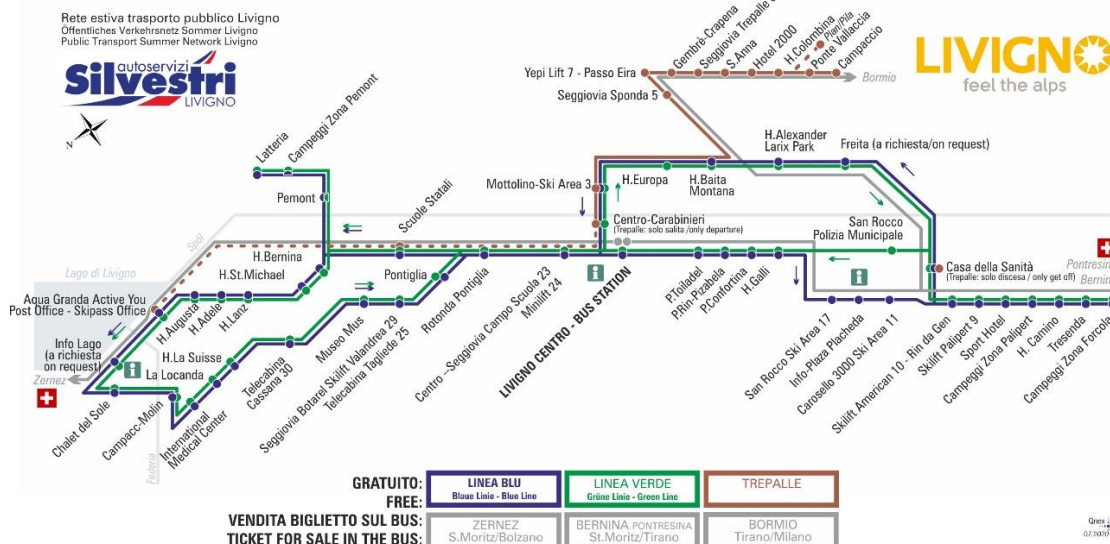 Rete estiva trasporto pubblico Livigno
Öffentliches Verkehrsnetz Sommer Livigno
Public Transport Summer Network Livigno
autoservizi
Silvestri
LIVIGNO
N
LIVIGNO
feel the alps
Yepi Lift 7 - Passo Eira
Gembrè-Crapena
Seggiovia Trepalle
S.Anna
Hotel 2000
H.Colombina
Plan/Pila
Ponte Vallaccia
Campaccio
Bormio
Seggiovia Sponda 5
Latteria
Campeggi Zona Pemont
Pemont
Scuole Statali
Mottolino-Ski Area 3
H.Europa
H.Baita
Montana
H.Alexander
Larix Park
Freita (a richiesta/on request)
Centro-Carabinieri
(Trepalle: solo salita /only departure)
San Rocco
Polizia Municipale
Casa della Sanità
(Trepalle: solo discesa / only get off)
Pontresina
Bernin
Spöl
Lago di Livigno
H.Bernina
H.St.Michael
Aqua Granda Active You
Post Office - Skipass Office
H.Augusta
H.Adele
H.Lanz
Info Lago
(a richiesta
on request)
Zernez
H.La Suisse
La Locanda
Chalet del Sole
Campacc-Molin
Federia
International
Medical Center
Telecabina
Cassana 30
Museo Mus
Seggiovia Botarel Skilift Valandrea 29
Telecabina Tagliede 25
Pontiglia
Rotonda Pontiglia
Centro –Seggiovia Campo Scuola 23
Minilift 24
LIVIGNO CENTRO - BUS STATION
P.Toiladel
P.Rin-Pizabela
P.Comfortina
H.Galli
San Rocco Ski Area 17
Info-Plaza Placheda
Carosello 3000 Ski Area 11
Skilift American 10 - Rin da Gen
Skilift Palipert 9
Sport Hotel
Campeggi Zona Palipert
H. Camino
Tresenda
Campeggi Zona Forcola
GRATUITO:
FREE:
LINEA BLU
Blaue Linie - Blue Line
LINEA VERDE
Grüne Linie - Green Line
TREPALLE
VENDITA BIGLIETTO SUL BUS:
TICKET FOR SALE IN THE BUS:
ZERNEZ
S.Moritz/Bolzano
BERNINA PONTRESINA
St.Moritz/Tirano
BORMIO
Tirano/Milano
Qnex
07.2020